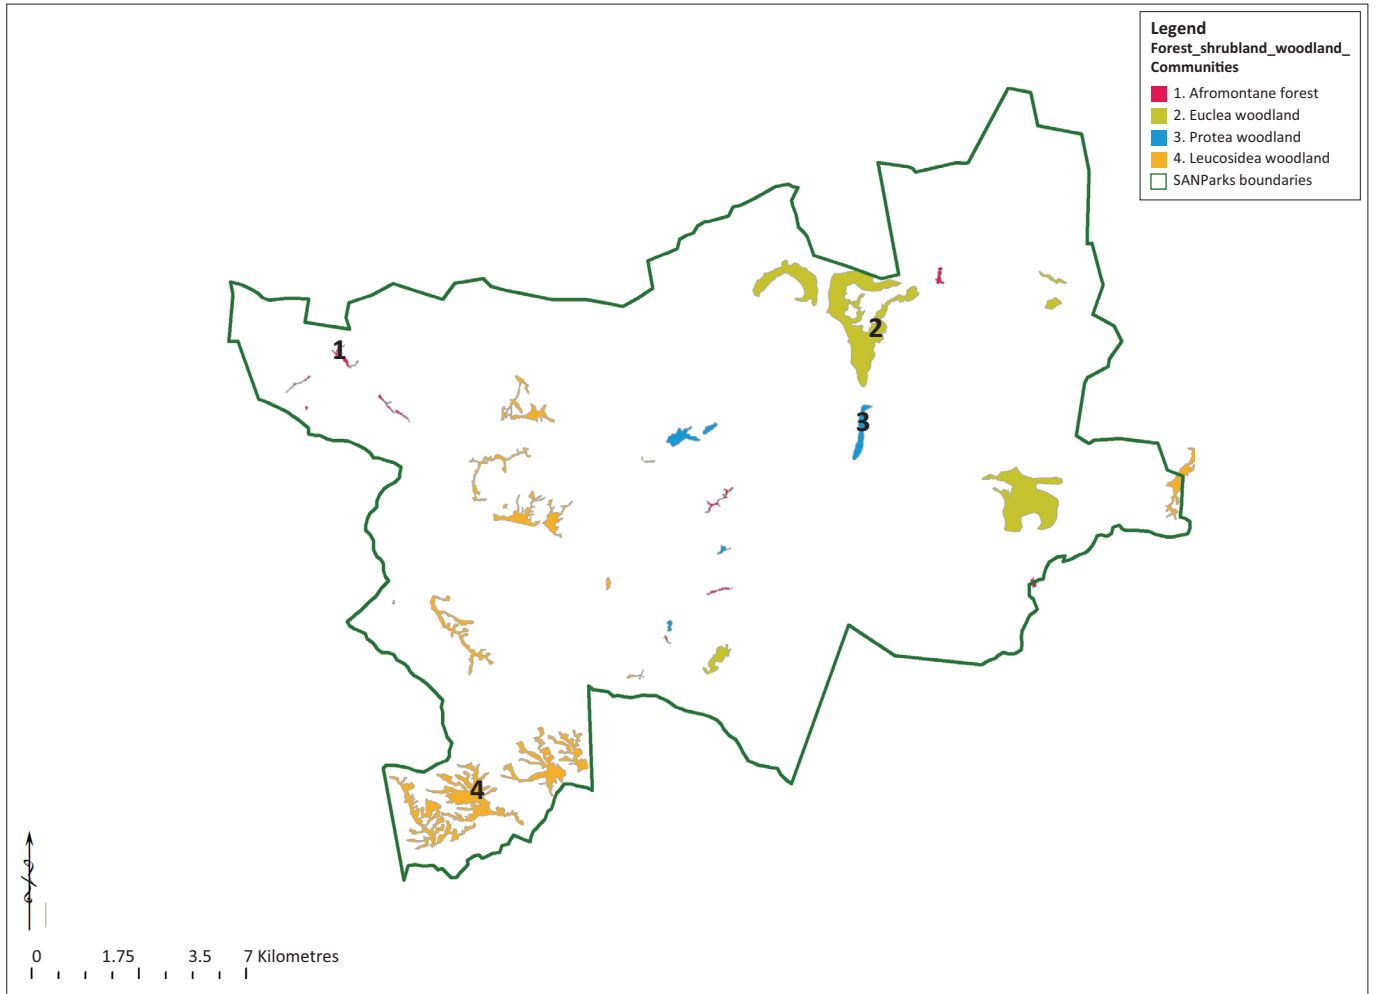 Legend
Forest_shrubland_woodland_
Communities
1. Afromontane forest
2. Euclea woodland
3. Protea woodland
4. Leucosidea woodland
SANParks boundaries
2
1
3
4
0 1.75 3.5 7 Kilometres